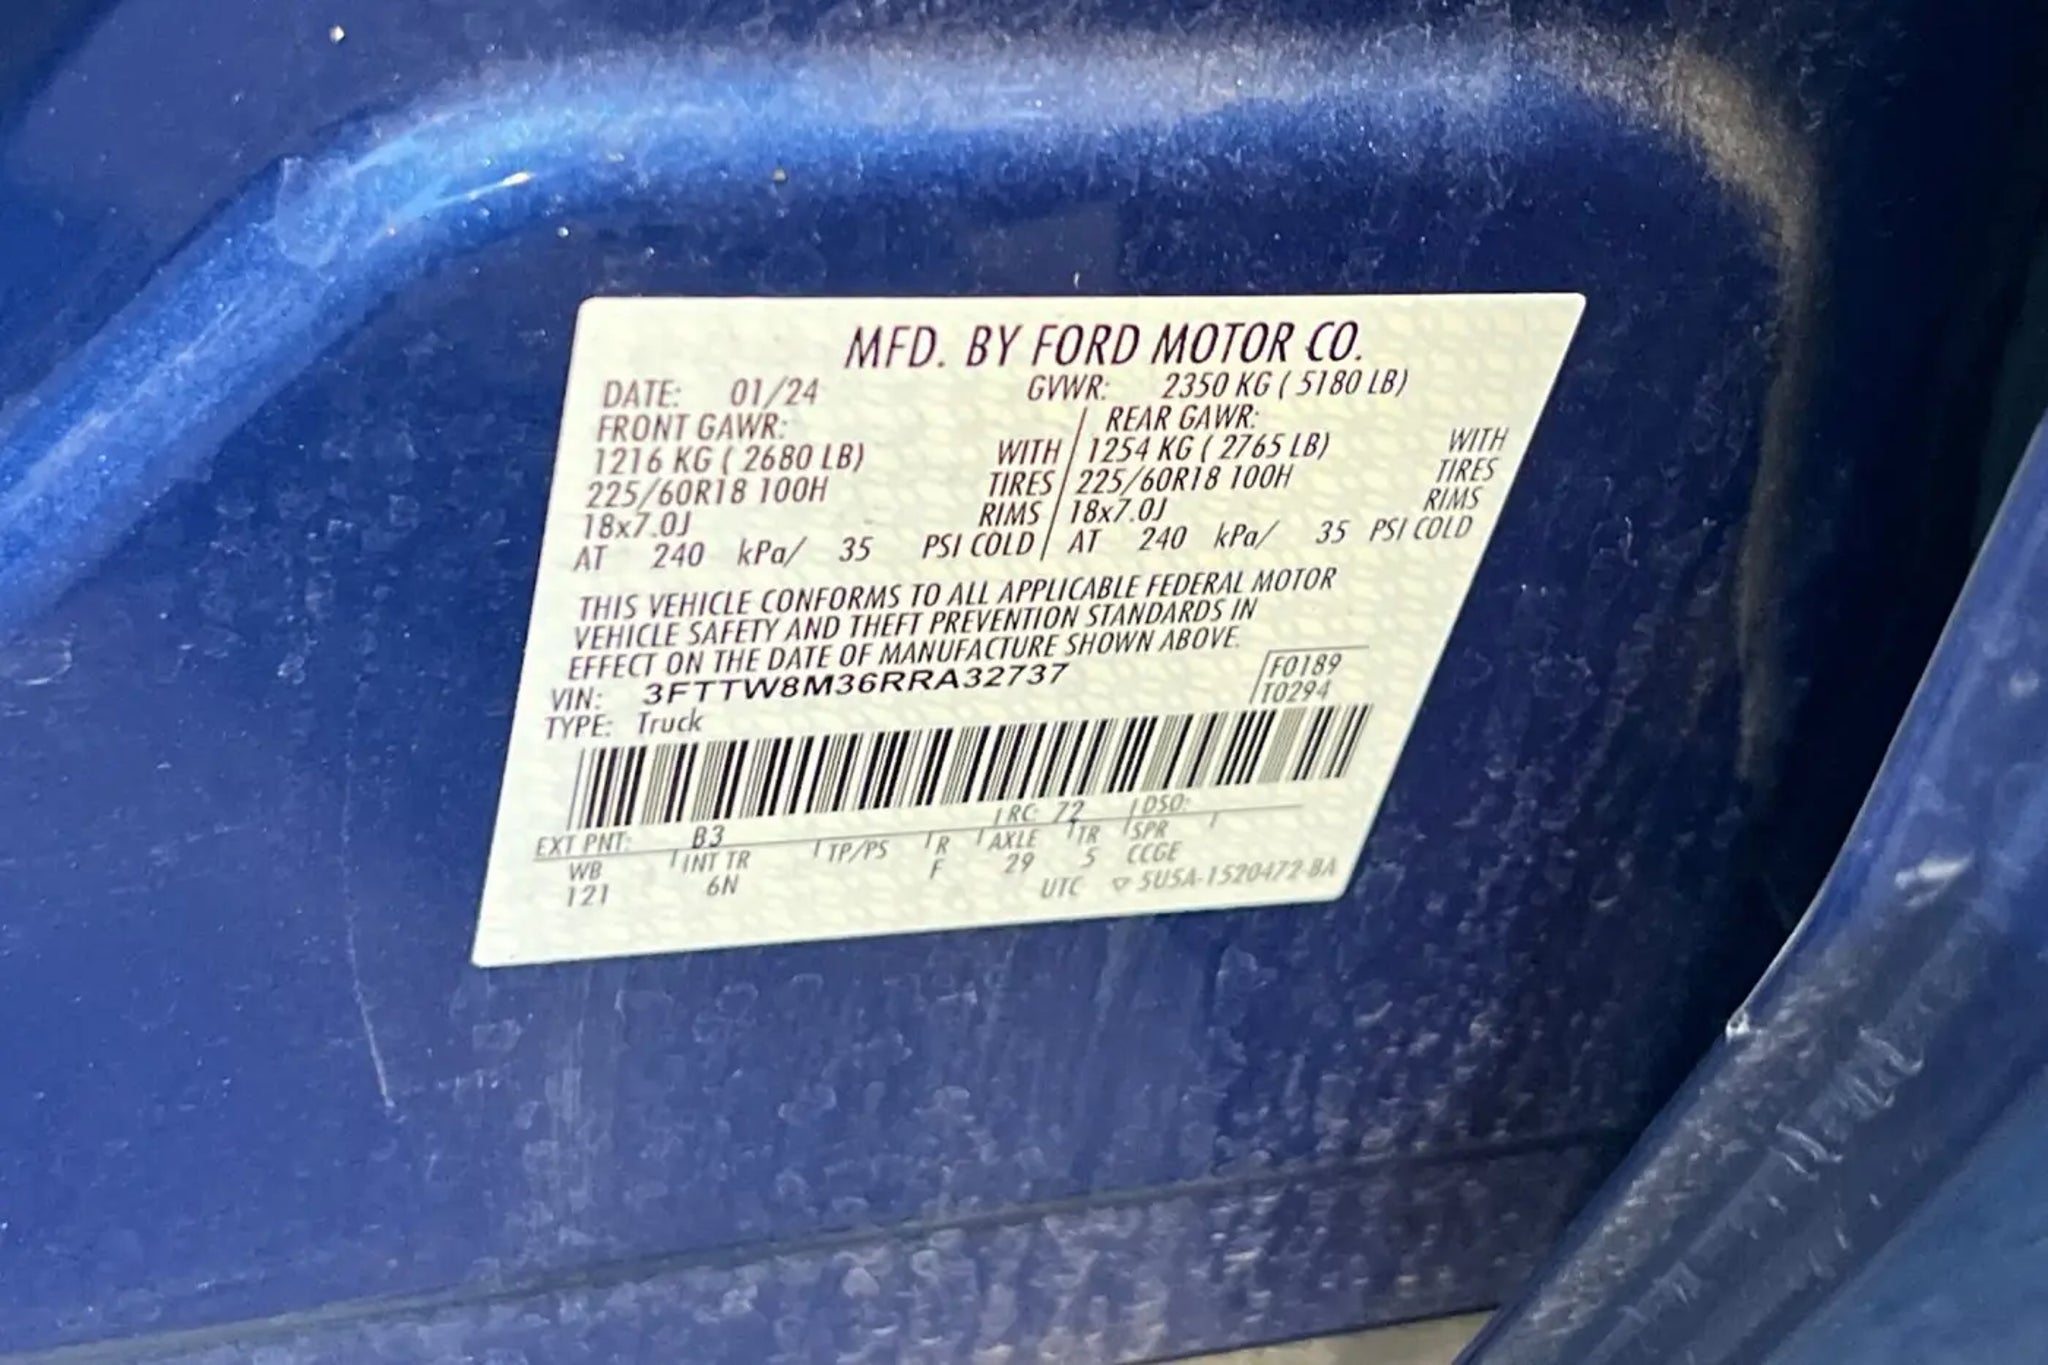 MFD. BY FORD MOTOR CO.
DATE: 01/24 GVWR: 2350 KG ( 5180 LB)
FRONT GAWR: REAR GAWR:
1216 KG ( 2680 LB) WITH 1254 KG ( 2765 LB) WITH
225/60R18 100H TIRES 225/60R18 100H TIRES
18x7.0J RIMS 18x7.0J RIMS
AT 240 kPa/ 35 PSI COLD AT 240 kPa/ 35 PSI COLD
THIS VEHICLE CONFORMS TO ALL APPLICABLE FEDERAL MOTOR
VEHICLE SAFETY AND THEFT PREVENTION STANDARDS IN
EFFECT ON THE DATE OF MANUFACTURE SHOWN ABOVE.
VIN: 3FTTW8M36RRA32737 F0189
TYPE: Truck T0294
EXT PNT: B3 RC: 72 DSO:
WB INT TR TP/PS R AXLE TR SPR
121 6N F 29 5 CCGE
UTC ▽ 5U5A-1520472-BA